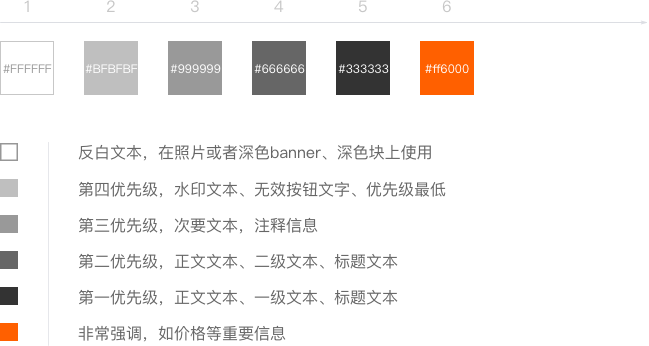 1 2 3 4 5 6
#FFFFFF #BFBFBF #999999 #666666 #333333 #ff6000
反白文本，在照片或者深色banner、深色块上使用
第四优先级，水印文本、无效按钮文字、优先级最低
第三优先级，次要文本，注释信息
第二优先级，正文文本、二级文本、标题文本
第一优先级，正文文本、一级文本、标题文本
非常强调，如价格等重要信息